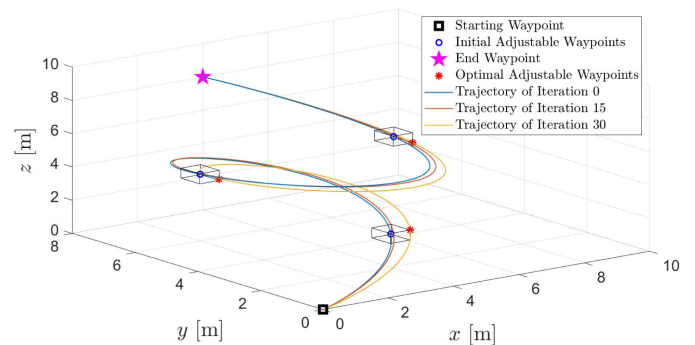 Starting Waypoint
Initial Adjustable Waypoints
End Waypoint
Optimal Adjustable Waypoints
Trajectory of Iteration 0
Trajectory of Iteration 15
Trajectory of Iteration 30
10
8
6
4
2
0
z [m]
8
6
4
2
0
y [m]
0
2
4
6
8
10
x [m]